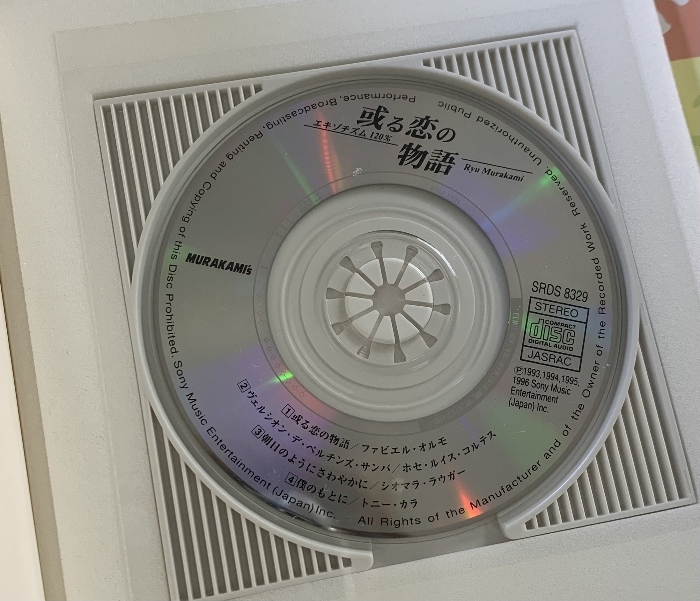 或る恋の
エキゾチズム 120%
物語
Ryu Murakami
MURAKAMI's
SRDS 8329
STEREO
COMPACT
disc
DIGITAL AUDIO
JASRAC
Ⓟ1993,1994,1995,
1996 Sony Music
Entertainment
(Japan) Inc.
1或る恋の物語/ファビエル・オルモ
2ヴェルシオン・デ・ベルチンズ・サンバ/ホセ・ルイス・コルテス
3朝日のようにさわやかに/シオマラ・ラウガー
4僕のもとに/トニー・カラ
All Rights of the Manufacturer and of the Owner of the Recorded Work Reserved. Unauthorized Public Performance, Broadcasting, Renting and Copying of this Disc Prohibited. Sony Music Entertainment (Japan) Inc.